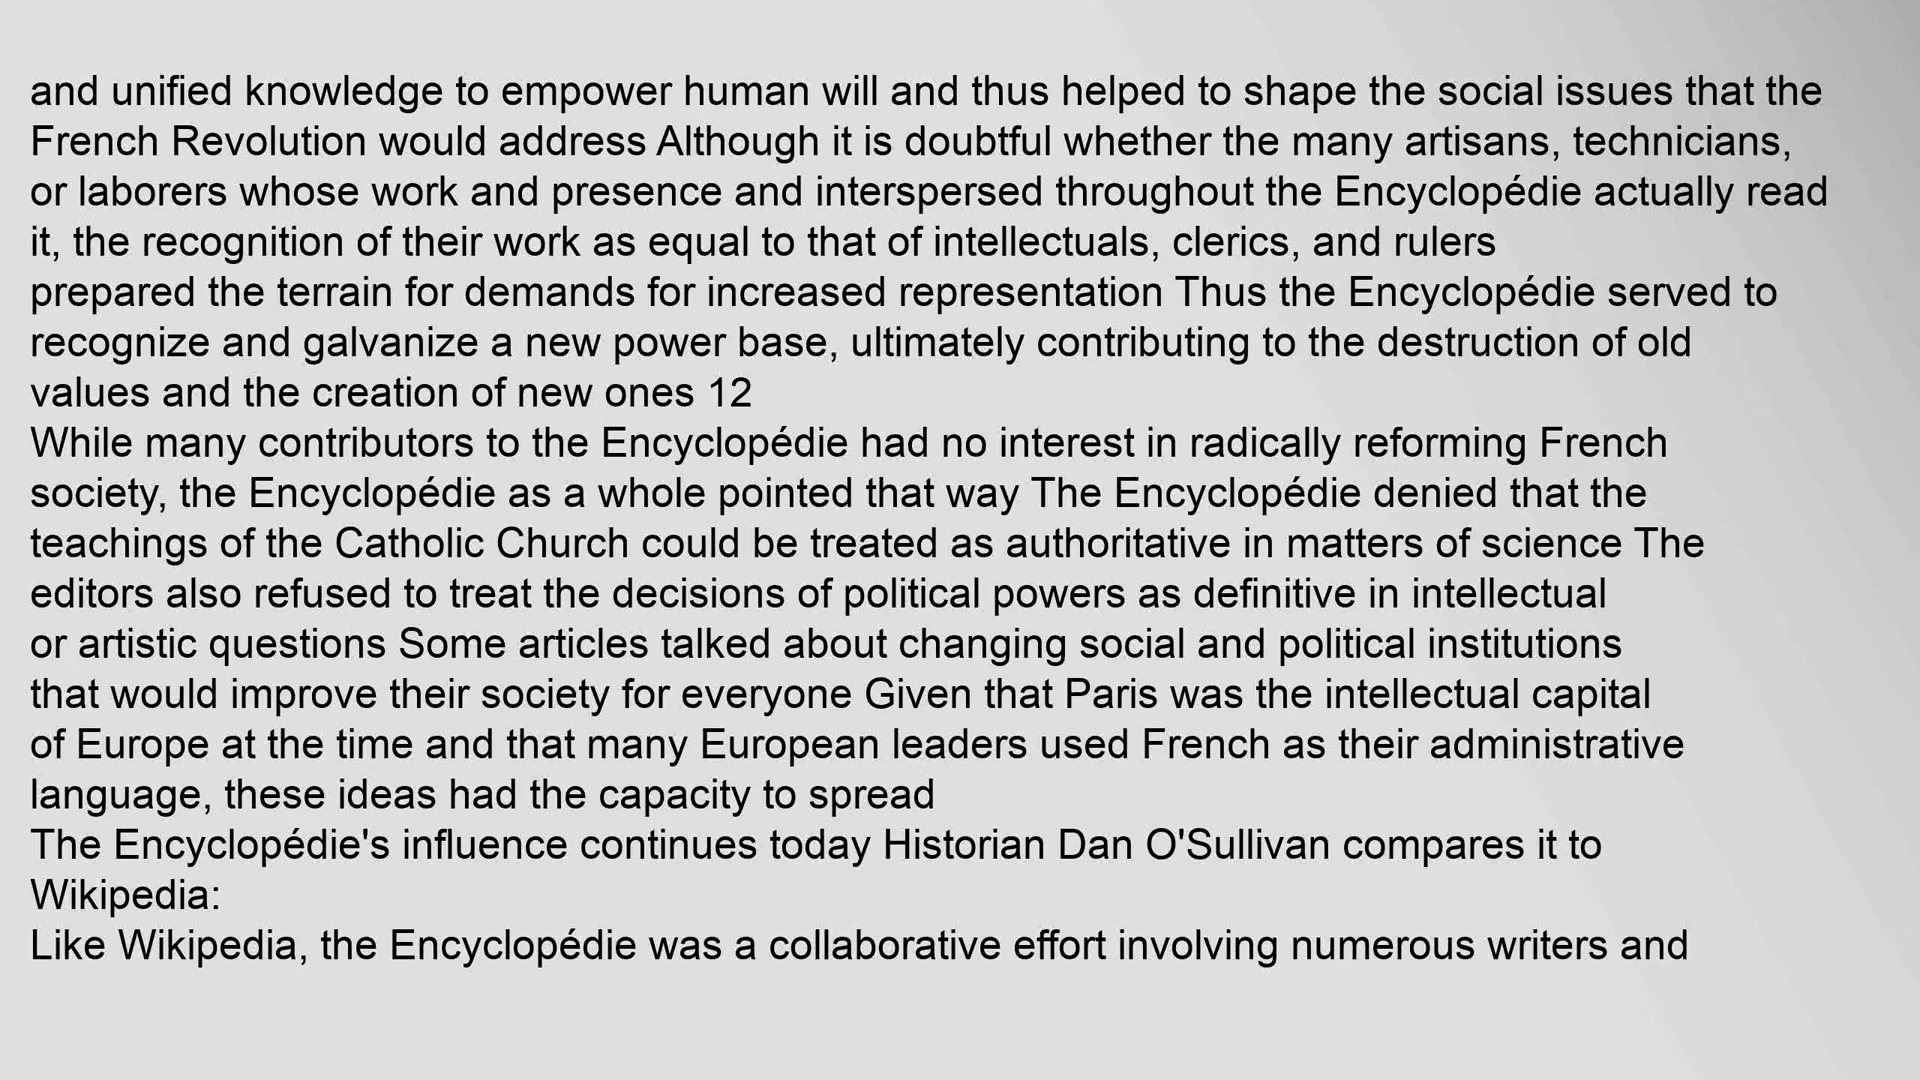 and unified knowledge to empower human will and thus helped to shape the social issues that the
French Revolution would address Although it is doubtful whether the many artisans, technicians,
or laborers whose work and presence and interspersed throughout the Encyclopédie actually read
it, the recognition of their work as equal to that of intellectuals, clerics, and rulers
prepared the terrain for demands for increased representation Thus the Encyclopédie served to
recognize and galvanize a new power base, ultimately contributing to the destruction of old
values and the creation of new ones 12
While many contributors to the Encyclopédie had no interest in radically reforming French
society, the Encyclopédie as a whole pointed that way The Encyclopédie denied that the
teachings of the Catholic Church could be treated as authoritative in matters of science The
editors also refused to treat the decisions of political powers as definitive in intellectual
or artistic questions Some articles talked about changing social and political institutions
that would improve their society for everyone Given that Paris was the intellectual capital
of Europe at the time and that many European leaders used French as their administrative
language, these ideas had the capacity to spread
The Encyclopédie's influence continues today Historian Dan O'Sullivan compares it to
Wikipedia:
Like Wikipedia, the Encyclopédie was a collaborative effort involving numerous writers and